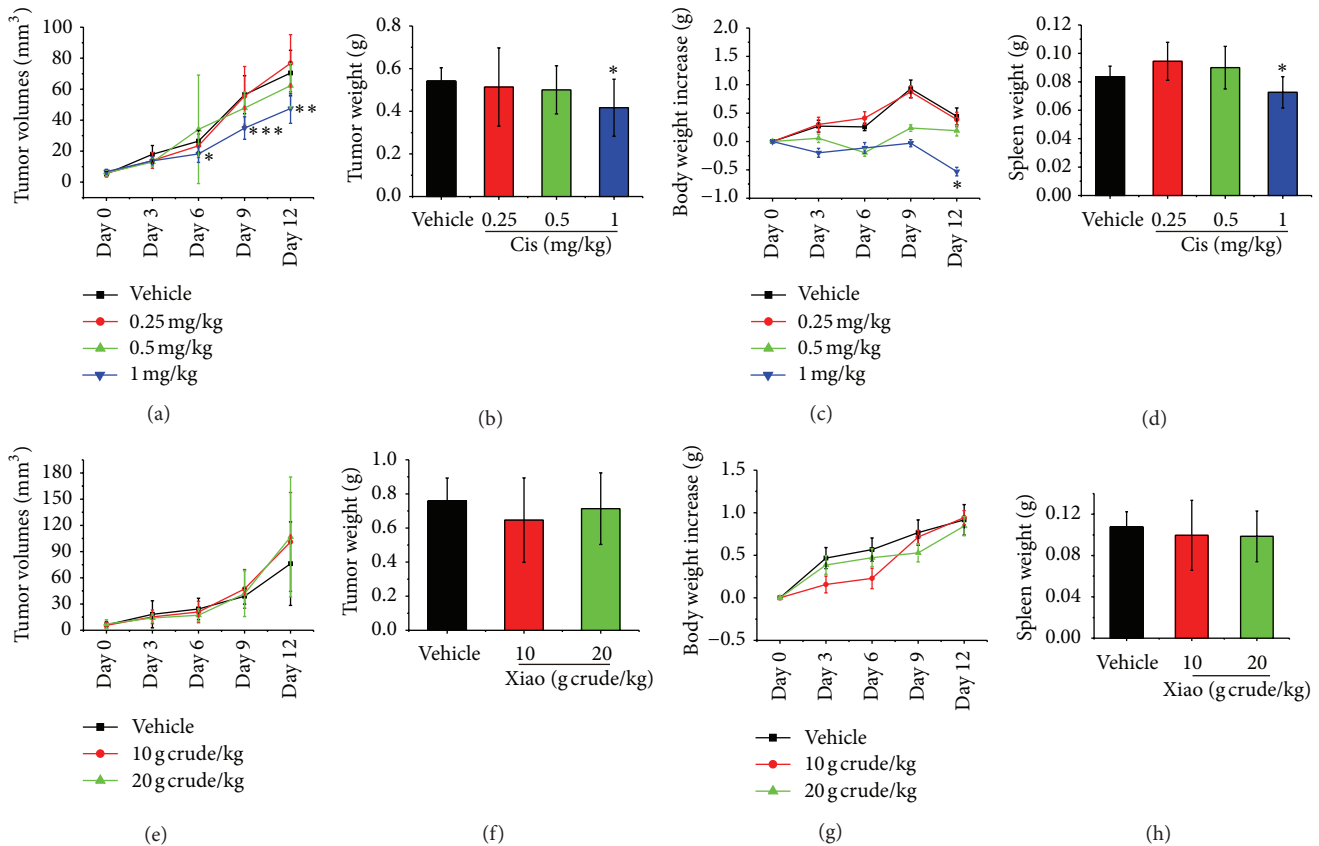 Tumor volumes (mm³)
100
80
60
40
20
0
***
**
*
Day 0
Day 3
Day 6
Day 9
Day 12
Vehicle
0.25 mg/kg
0.5 mg/kg
1 mg/kg
(a)
Tumor weight (g)
0.8
0.6
0.4
0.2
0.0
*
Vehicle
0.25
0.5
1
Cis (mg/kg)
(b)
Body weight increase (g)
1.5
1.0
0.5
0.0
−0.5
−1.0
*
Day 0
Day 3
Day 6
Day 9
Day 12
Vehicle
0.25 mg/kg
0.5 mg/kg
1 mg/kg
(c)
Spleen weight (g)
0.12
0.10
0.08
0.06
0.04
0.02
0.00
*
Vehicle
0.25
0.5
1
Cis (mg/kg)
(d)
Tumor volumes (mm³)
180
150
120
90
60
30
0
Day 0
Day 3
Day 6
Day 9
Day 12
Vehicle
10 g crude/kg
20 g crude/kg
(e)
Tumor weight (g)
1.0
0.8
0.6
0.4
0.2
0.0
Vehicle
10
20
Xiao (g crude/kg)
(f)
Body weight increase (g)
1.5
1.0
0.5
0.0
−0.5
Day 0
Day 3
Day 6
Day 9
Day 12
Vehicle
10 g crude/kg
20 g crude/kg
(g)
Spleen weight (g)
0.12
0.08
0.04
0.00
Vehicle
10
20
Xiao (g crude/kg)
(h)